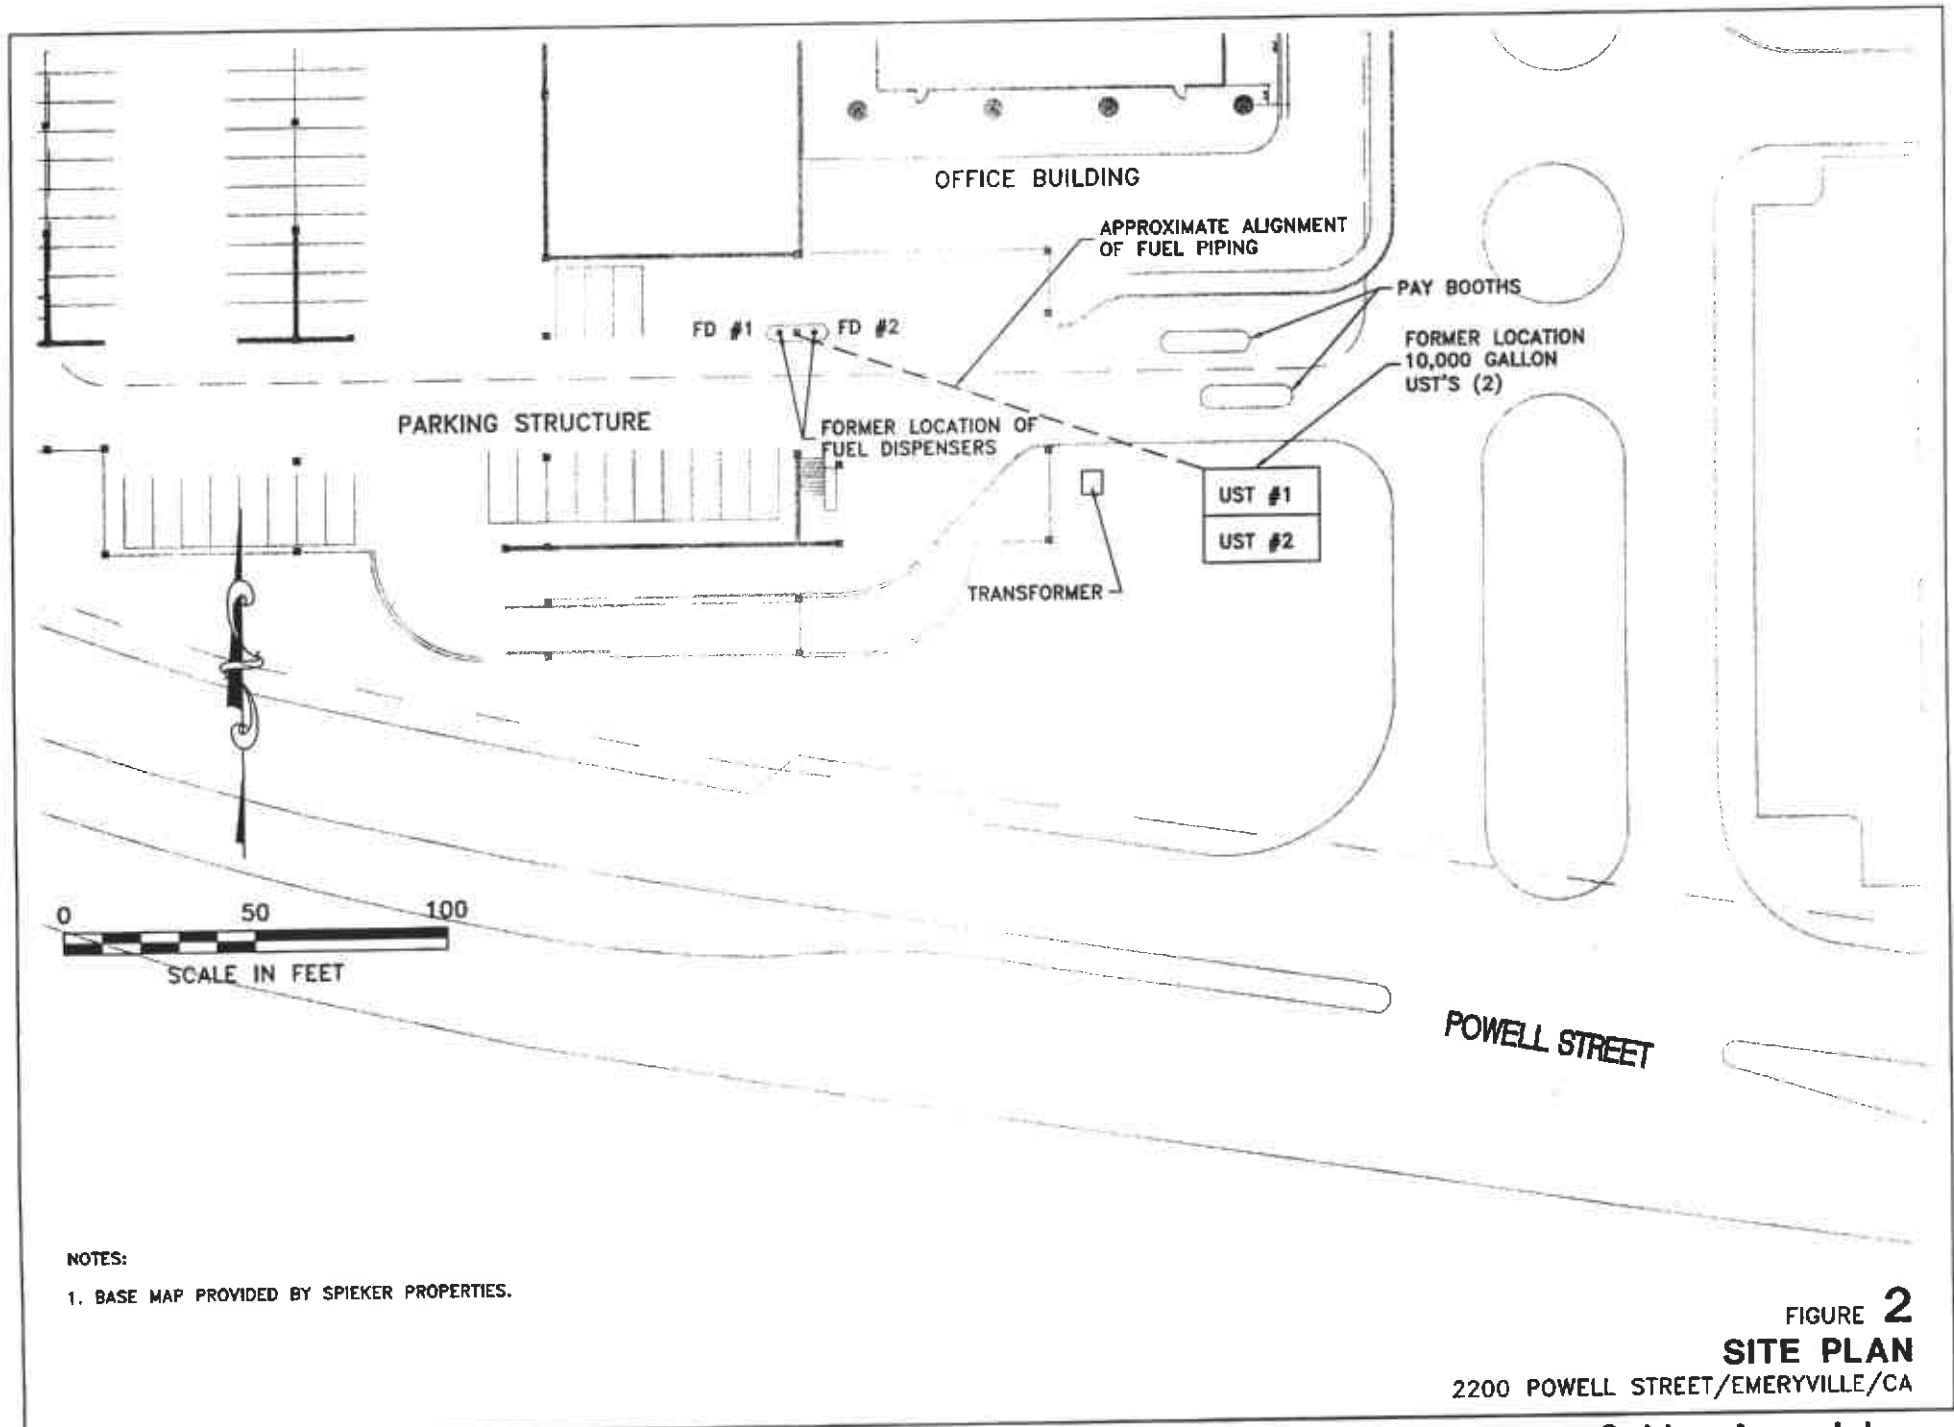 OFFICE BUILDING
APPROXIMATE ALIGNMENT
OF FUEL PIPING
PAY BOOTHS
FD #1
FD #2
FORMER LOCATION
10,000 GALLON
UST'S (2)
PARKING STRUCTURE
FORMER LOCATION OF
FUEL DISPENSERS
UST #1
UST #2
TRANSFORMER
0 50 100
SCALE IN FEET
POWELL STREET
NOTES:
1. BASE MAP PROVIDED BY SPIEKER PROPERTIES.
FIGURE 2
SITE PLAN
2200 POWELL STREET/EMERYVILLE/CA